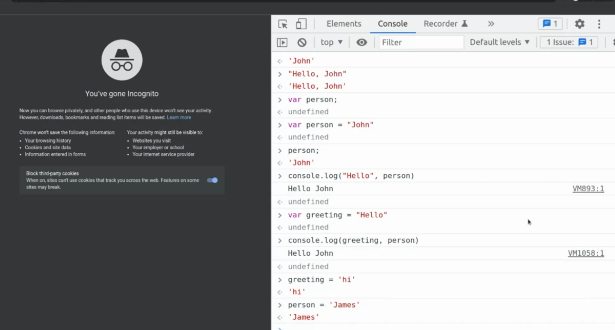 Elements Console Recorder »  1
top ▼ Filter Default levels ▼ 1 Issue: 1
You've gone Incognito
Now you can browse privately, and other people who use this device won't see your activity.
However, downloads, bookmarks and reading list items will be saved. Learn more
Chrome won't save the following information:
• Your browsing history
• Cookies and site data
• Information entered in forms
Your activity might still be visible to:
• Websites you visit
• Your employer or school
• Your internet service provider
Block third-party cookies
When on, sites can't use cookies that track you across the web. Features on some
sites may break.
< 'John'
> "Hello, John"
< 'Hello, John'
> var person;
< undefined
> var person = "John"
< undefined
> person;
< 'John'
> console.log("Hello", person)
Hello John VM893:1
< undefined
> var greeting = "Hello"
< undefined
> console.log(greeting, person)
Hello John VM1058:1
< undefined
> greeting = 'hi'
< 'hi'
> person = 'James'
< 'James'
>